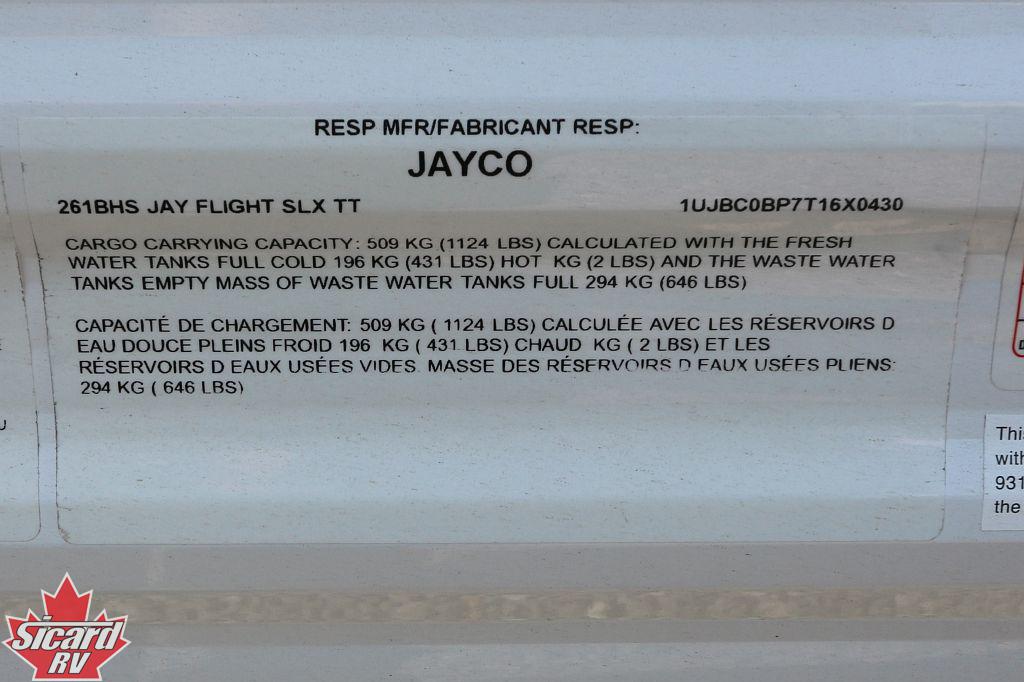 RESP MFR/FABRICANT RESP:
JAYCO
261BHS JAY FLIGHT SLX TT 1UJBC0BP7T16X0430
CARGO CARRYING CAPACITY: 509 KG (1124 LBS) CALCULATED WITH THE FRESH
WATER TANKS FULL COLD 196 KG (431 LBS) HOT KG (2 LBS) AND THE WASTE WATER
TANKS EMPTY MASS OF WASTE WATER TANKS FULL 294 KG (646 LBS)
CAPACITÉ DE CHARGEMENT: 509 KG ( 1124 LBS) CALCULÉE AVEC LES RÉSERVOIRS D
EAU DOUCE PLEINS FROID 196 KG ( 431 LBS) CHAUD KG ( 2 LBS) ET LES
RÉSERVOIRS D EAUX USÉES VIDES. MASSE DES RÉSERVOIRS D EAUX USÉES PLIENS:
294 KG ( 646 LBS)
with
931
the
Sicard
RV